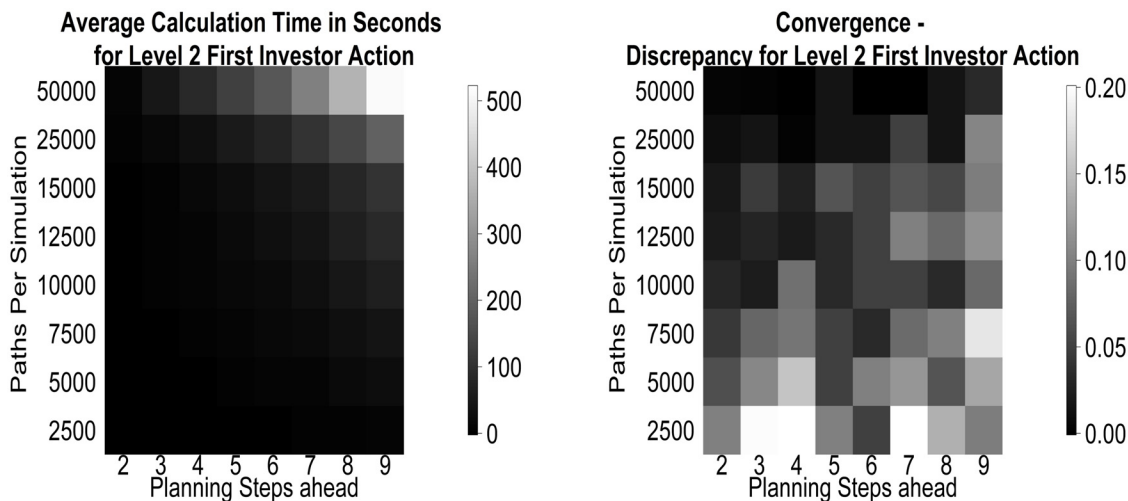 Average Calculation Time in Seconds
for Level 2 First Investor Action
Paths Per Simulation
50000
25000
15000
12500
10000
7500
5000
2500
2 3 4 5 6 7 8 9
Planning Steps ahead
500
400
300
200
100
0
Convergence -
Discrepancy for Level 2 First Investor Action
Paths Per Simulation
50000
25000
15000
12500
10000
7500
5000
2500
2 3 4 5 6 7 8 9
Planning Steps ahead
0.20
0.15
0.10
0.05
0.00